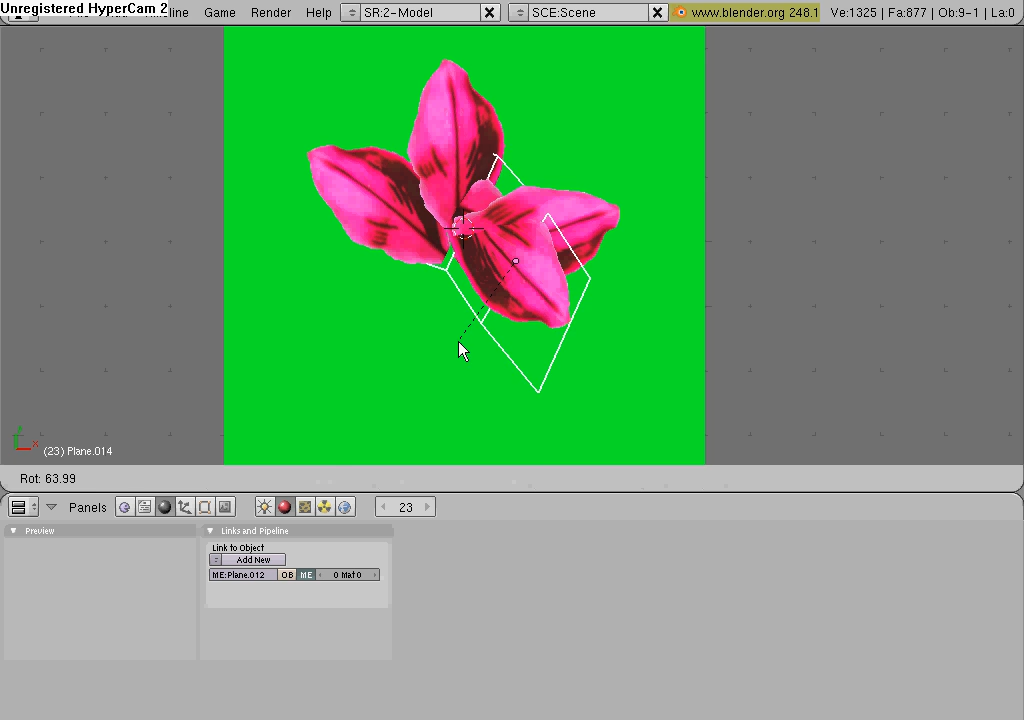 Unregistered HyperCam 2
line Game Render Help SR:2-Model SCE:Scene www.blender.org 248.1 Ve:1325 | Fa:877 | Ob:9-1 | La:0
(23) Plane.014
Rot: 63.99
Panels 23
Preview Links and Pipeline
Link to Object
Add New
ME:Plane.012 OB ME 0 Mat 0